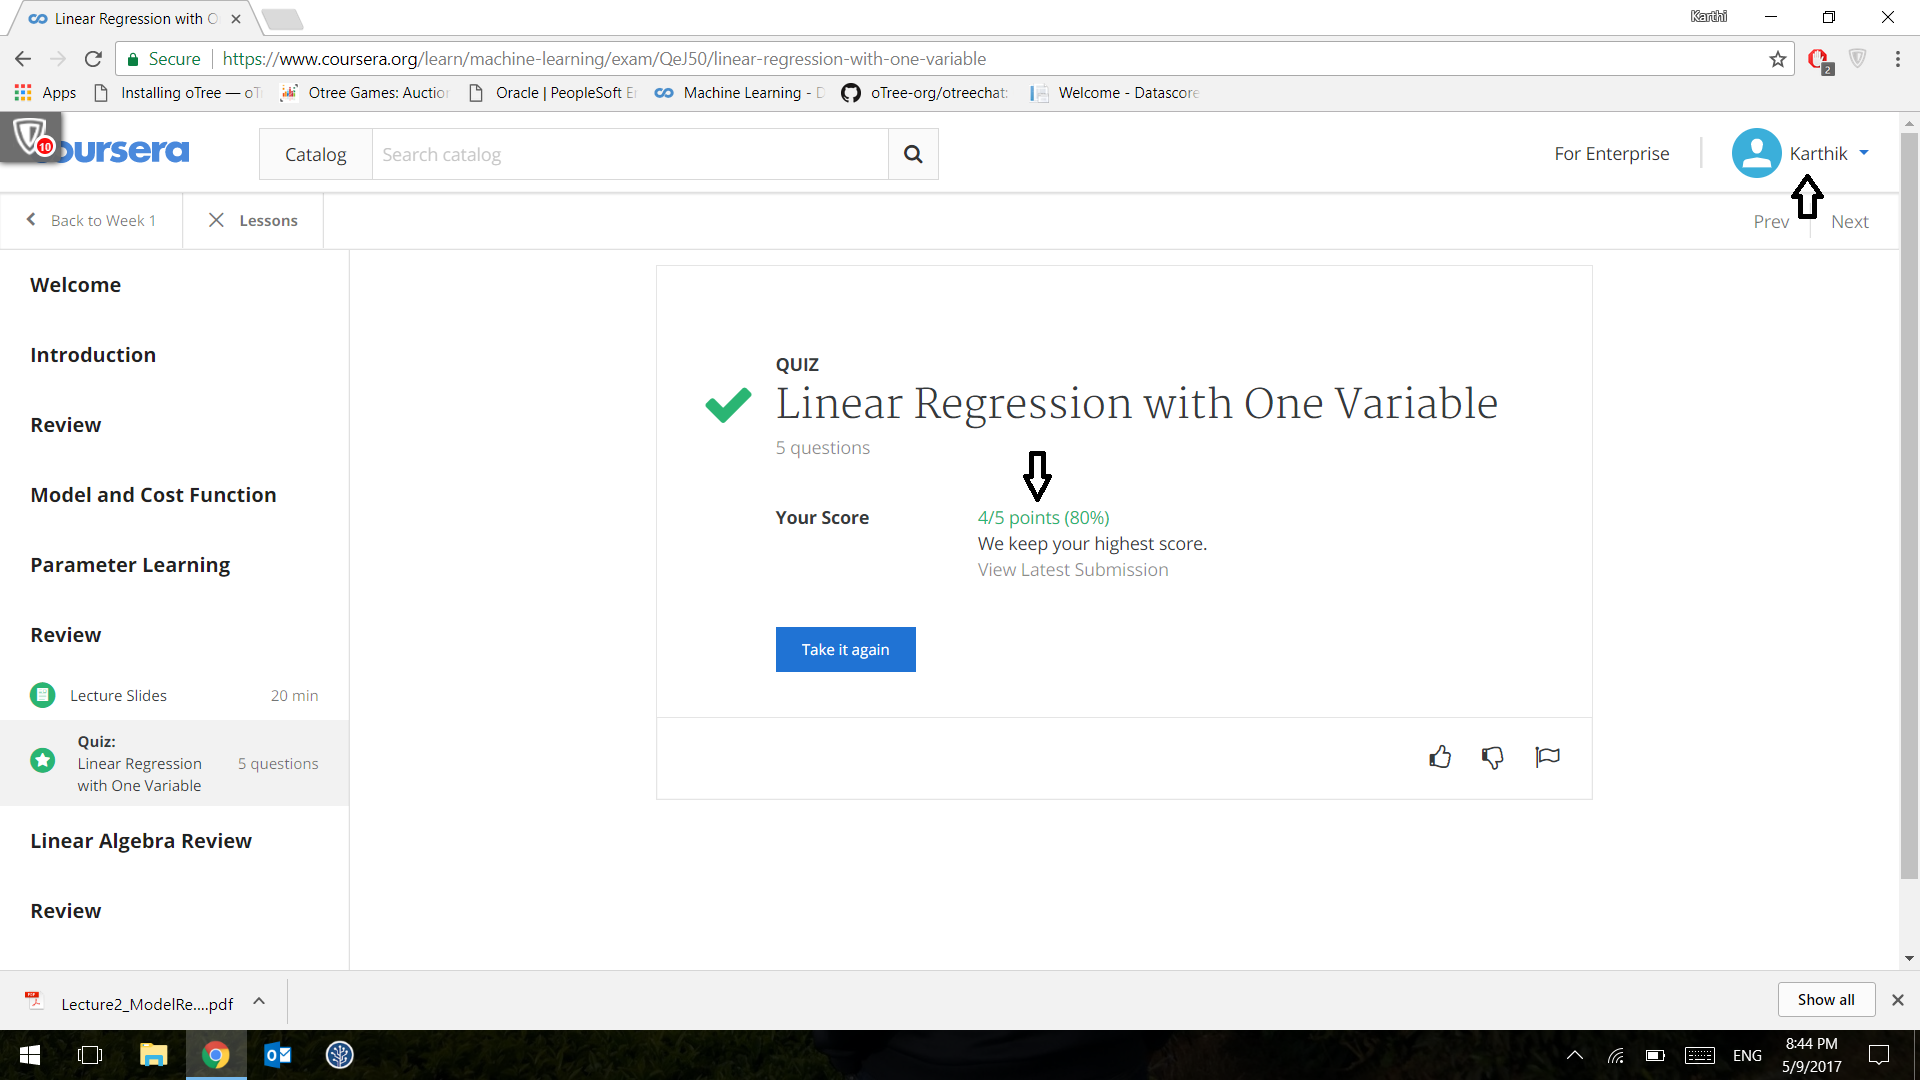 Linear Regression with O
Karthi
Secure
https://www.coursera.org/learn/machine-learning/exam/QeJ50/linear-regression-with-one-variable
2
Apps
Installing oTree — oT
Otree Games: Auction
Oracle | PeopleSoft E
Machine Learning - D
oTree-org/otreechat:
Welcome - Datascore
10
oursera
Catalog
Search catalog
For Enterprise
Karthik
Back to Week 1
Lessons
Prev
Next
Welcome
Introduction
Review
Model and Cost Function
Parameter Learning
Review
Lecture Slides
20 min
Quiz:
Linear Regression
with One Variable
5 questions
Linear Algebra Review
Review
QUIZ
Linear Regression with One Variable
5 questions
Your Score
4/5 points (80%)
We keep your highest score.
View Latest Submission
Take it again
Lecture2_ModelRe....pdf
Show all
ENG
8:44 PM
5/9/2017